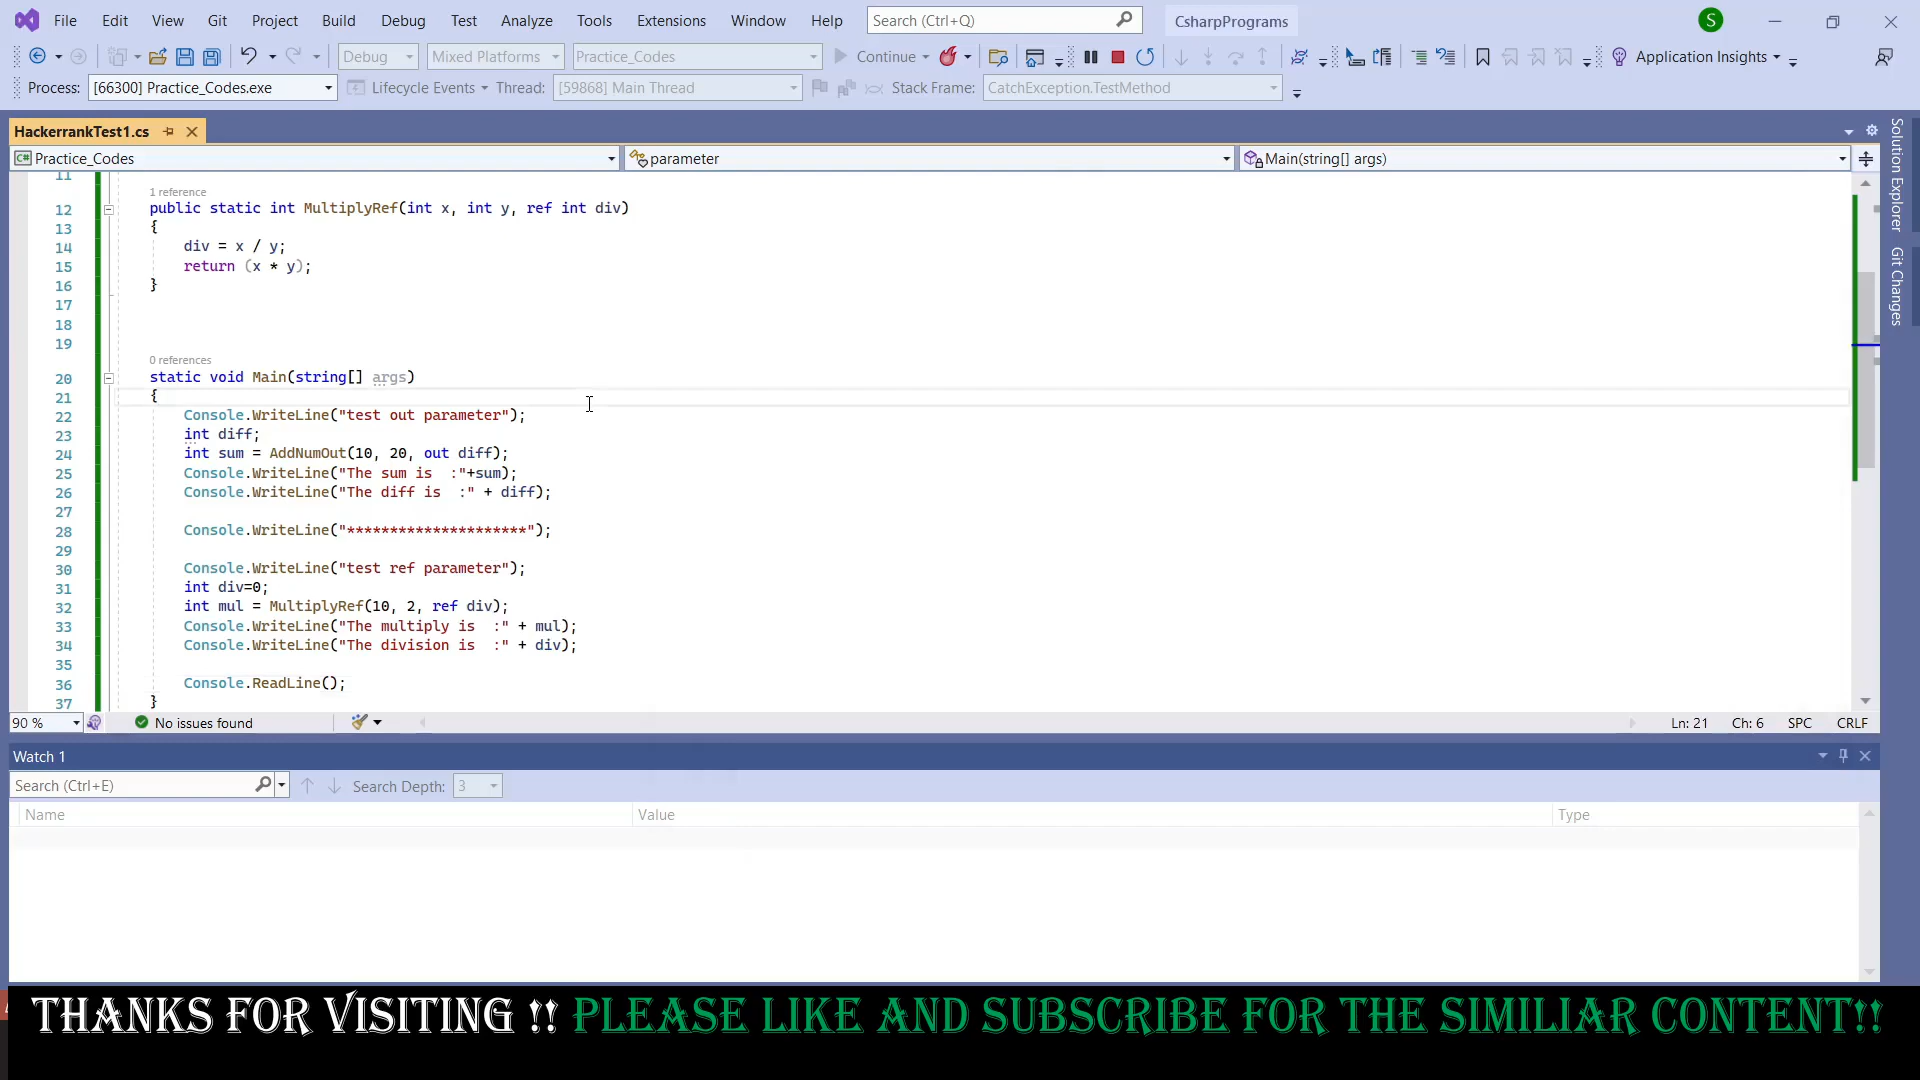 File Edit View Git Project Build Debug Test Analyze Tools Extensions Window Help Search (Ctrl+Q) CsharpPrograms S
Debug Mixed Platforms Practice_Codes Continue Application Insights
Process: [66300] Practice_Codes.exe Lifecycle Events Thread: [59868] Main Thread Stack Frame: CatchException.TestMethod
HackerrankTest1.cs
C# Practice_Codes parameter Main(string[] args)
11
1 reference
12 public static int MultiplyRef(int x, int y, ref int div)
13 {
14 div = x / y;
15 return (x * y);
16 }
17
18
19
0 references
20 static void Main(string[] args)
21 {
22 Console.WriteLine("test out parameter");
23 int diff;
24 int sum = AddNumOut(10, 20, out diff);
25 Console.WriteLine("The sum is  :"+sum);
26 Console.WriteLine("The diff is  :" + diff);
27
28 Console.WriteLine("*********************");
29
30 Console.WriteLine("test ref parameter");
31 int div=0;
32 int mul = MultiplyRef(10, 2, ref div);
33 Console.WriteLine("The multiply is  :" + mul);
34 Console.WriteLine("The division is  :" + div);
35
36 Console.ReadLine();
37 }
90 % No issues found Ln: 21 Ch: 6 SPC CRLF
Watch 1
Search (Ctrl+E) Search Depth: 3
Name Value Type
THANKS FOR VISITING !! PLEASE LIKE AND SUBSCRIBE FOR THE SIMILIAR CONTENT!!
Solution Explorer
Git Changes